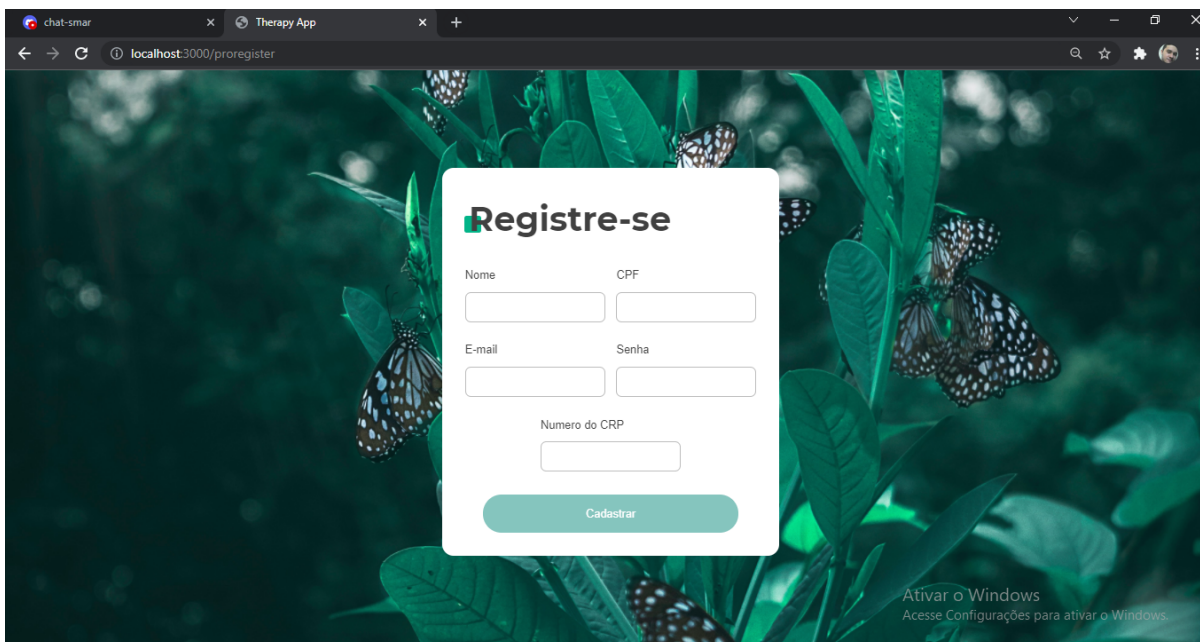 chat-smar
Therapy App
localhost:3000/proregister
Registre-se
Nome CPF
E-mail Senha
Numero do CRP
Cadastrar
Ativar o Windows
Acesse Configurações para ativar o Windows.